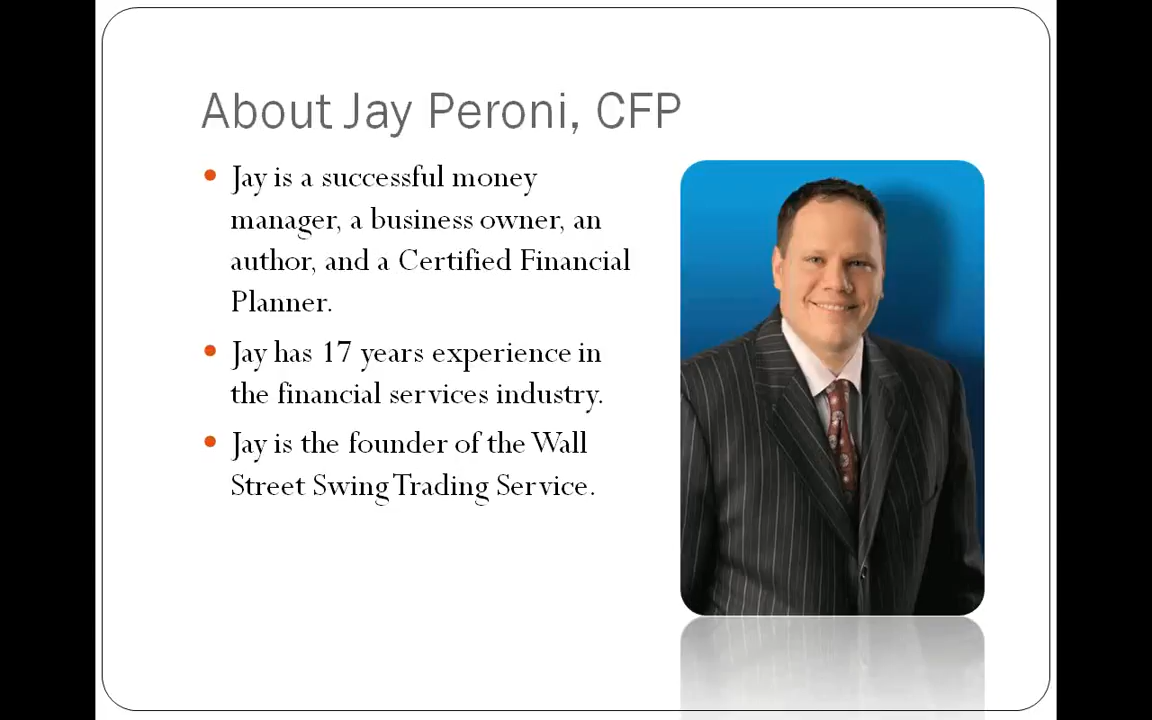 About Jay Peroni, CFP
Jay is a successful money
manager, a business owner, an
author, and a Certified Financial
Planner.
Jay has 17 years experience in
the financial services industry.
Jay is the founder of the Wall
Street Swing Trading Service.